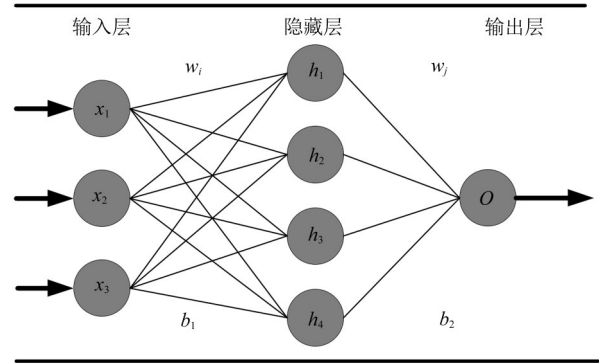 输入层 隐藏层 输出层
w_i w_j
h_1
x_1
h_2
x_2 O
h_3
x_3
h_4
b_1 b_2